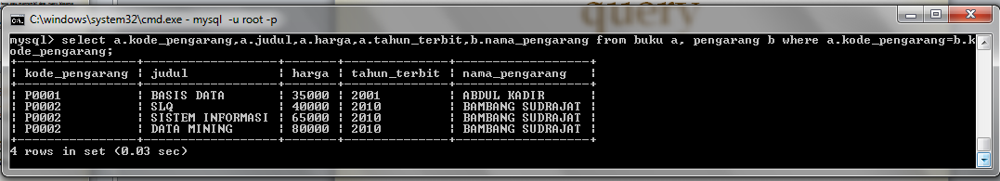 query
C:\windows\system32\cmd.exe - mysql -u root -p
mysql> select a.kode_pengarang,a.judul,a.harga,a.tahun_terbit,b.nama_pengarang from buku a, pengarang b where a.kode_pengarang=b.k
ode_pengarang;
+----------------+------------------+-------+--------------+------------------+
| kode_pengarang | judul | harga | tahun_terbit | nama_pengarang |
+----------------+------------------+-------+--------------+------------------+
| P0001 | BASIS DATA | 35000 | 2001 | ABDUL KADIR |
| P0002 | SLQ | 40000 | 2010 | BAMBANG SUDRAJAT |
| P0002 | SISTEM INFORMASI | 65000 | 2010 | BAMBANG SUDRAJAT |
| P0002 | DATA MINING | 80000 | 2010 | BAMBANG SUDRAJAT |
+----------------+------------------+-------+--------------+------------------+
4 rows in set (0.03 sec)